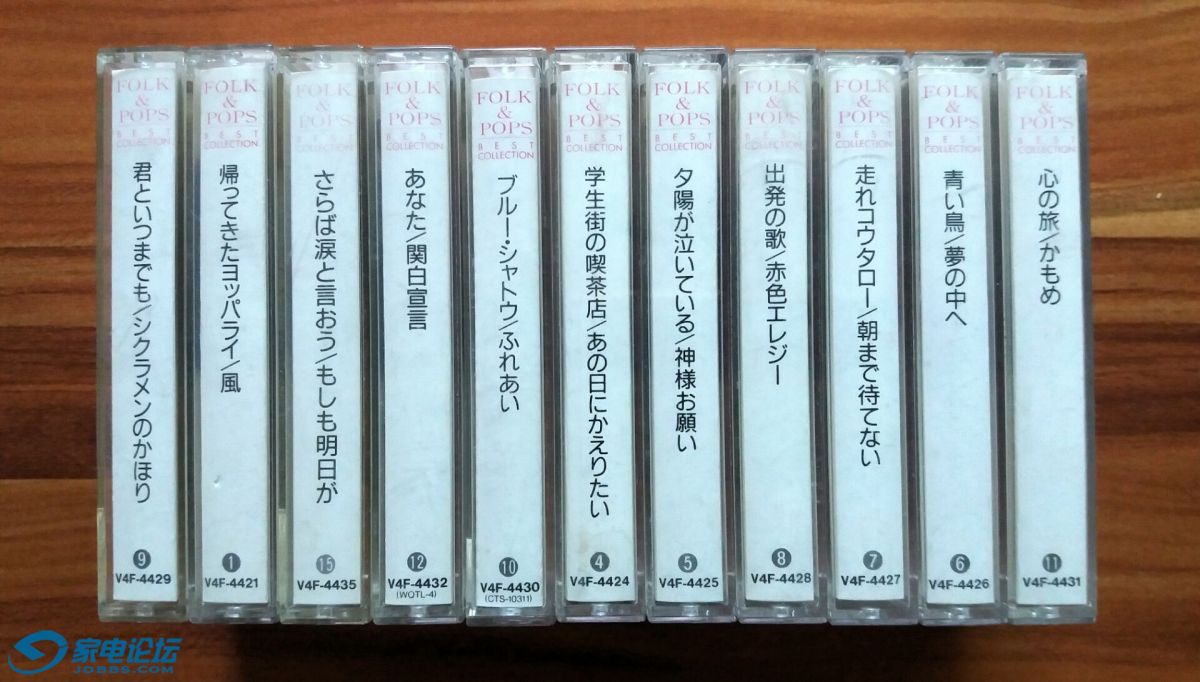 FOLK
&
POPS
BEST
COLLECTION
君といつまでも/シクラメンのかほり
9
V4F-4429
FOLK
&
POPS
BEST
COLLECTION
帰ってきたヨッパライ/風
1
V4F-4421
FOLK
&
POPS
BEST
COLLECTION
さらば涙と言おう/もしも明日が
15
V4F-4435
FOLK
&
POPS
BEST
COLLECTION
あなた/関白宣言
12
V4F-4432
(WQTL-4)
FOLK
&
POPS
BEST
COLLECTION
ブルー・シャトウ/ふれあい
10
V4F-4430
(CTS-10311)
FOLK
&
POPS
BEST
COLLECTION
学生街の喫茶店/あの日にかえりたい
4
V4F-4424
FOLK
&
POPS
BEST
COLLECTION
夕陽が泣いている/神様お願い
5
V4F-4425
FOLK
&
POPS
BEST
COLLECTION
出発の歌/赤色エレジー
8
V4F-4428
FOLK
&
POPS
BEST
COLLECTION
走れコウタロー/朝まで待てない
7
V4F-4427
FOLK
&
POPS
BEST
COLLECTION
青い鳥/夢の中へ
6
V4F-4426
FOLK
&
POPS
BEST
COLLECTION
心の旅/かもめ
11
V4F-4431
家电论坛
JDBBS.COM